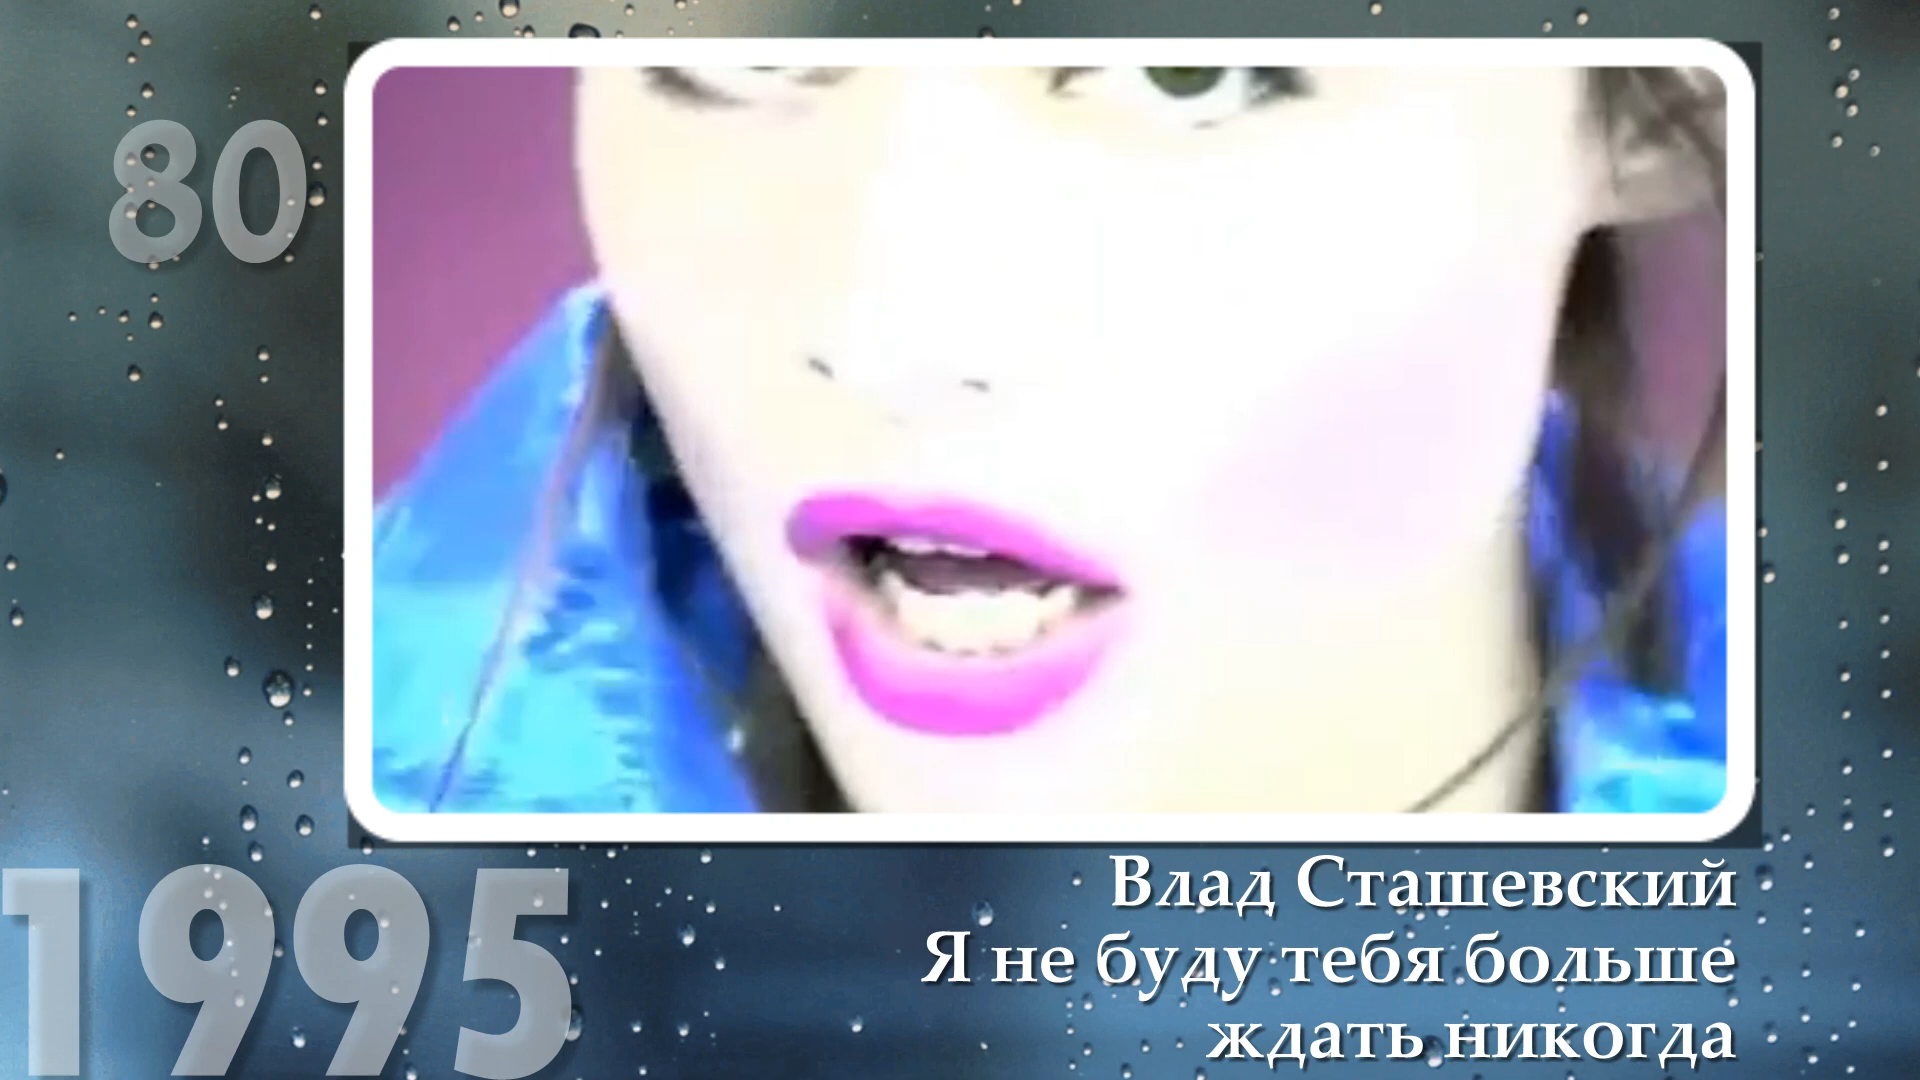 80
1995
Влад Сташевский
Я не буду тебя больше
ждать никогда